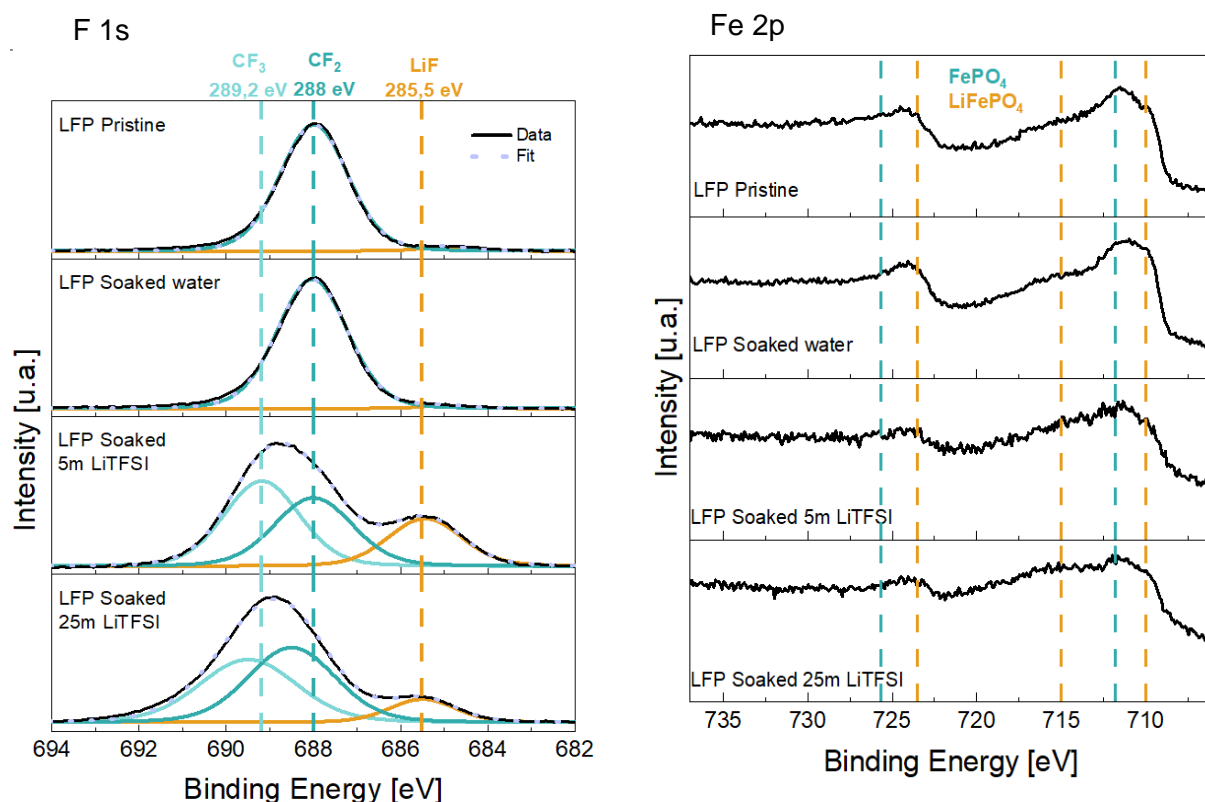 F 1s
CF₃
289,2 eV
CF₂
288 eV
LiF
285,5 eV
LFP Pristine
Data
Fit
LFP Soaked water
LFP Soaked
5m LiTFSI
LFP Soaked
25m LiTFSI
Intensity [u.a.]
694 692 690 688 686 684 682
Binding Energy [eV]
Fe 2p
FePO₄
LiFePO₄
LFP Pristine
LFP Soaked water
LFP Soaked 5m LiTFSI
LFP Soaked 25m LiTFSI
Intensity [u.a.]
735 730 725 720 715 710
Binding Energy [eV]